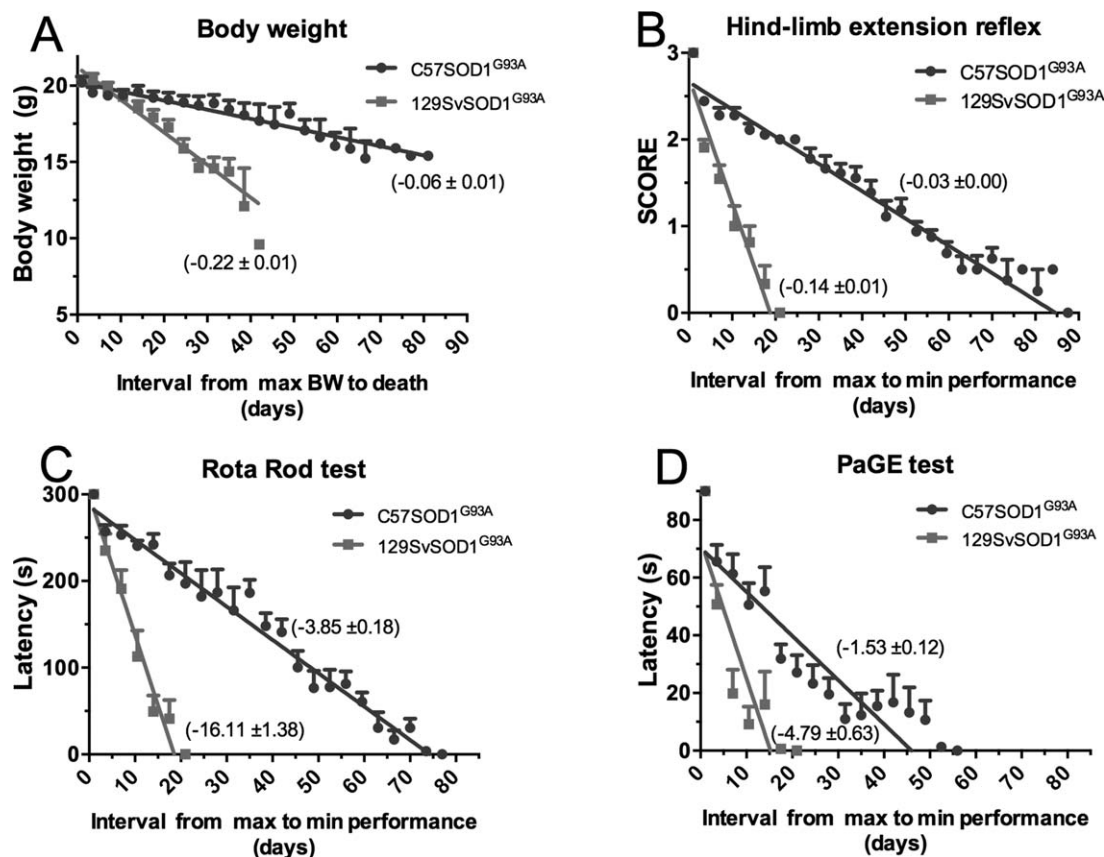 A
Body weight
Body weight (g)
20
15
10
5
C57SOD1G93A
129SvSOD1G93A
(-0.06 ± 0.01)
(-0.22 ± 0.01)
0 10 20 30 40 50 60 70 80 90
Interval from max BW to death
(days)
B
Hind-limb extension reflex
SCORE
3
2
1
0
C57SOD1G93A
129SvSOD1G93A
(-0.03 ±0.00)
(-0.14 ±0.01)
0 10 20 30 40 50 60 70 80 90
Interval from max to min performance
(days)
C
Rota Rod test
Latency (s)
300
200
100
0
C57SOD1G93A
129SvSOD1G93A
(-3.85 ±0.18)
(-16.11 ±1.38)
0 10 20 30 40 50 60 70 80
Interval from max to min performance
(days)
D
PaGE test
Latency (s)
80
60
40
20
0
C57SOD1G93A
129SvSOD1G93A
(-1.53 ±0.12)
(-4.79 ±0.63)
0 10 20 30 40 50 60 70 80
Interval from max to min performance
(days)